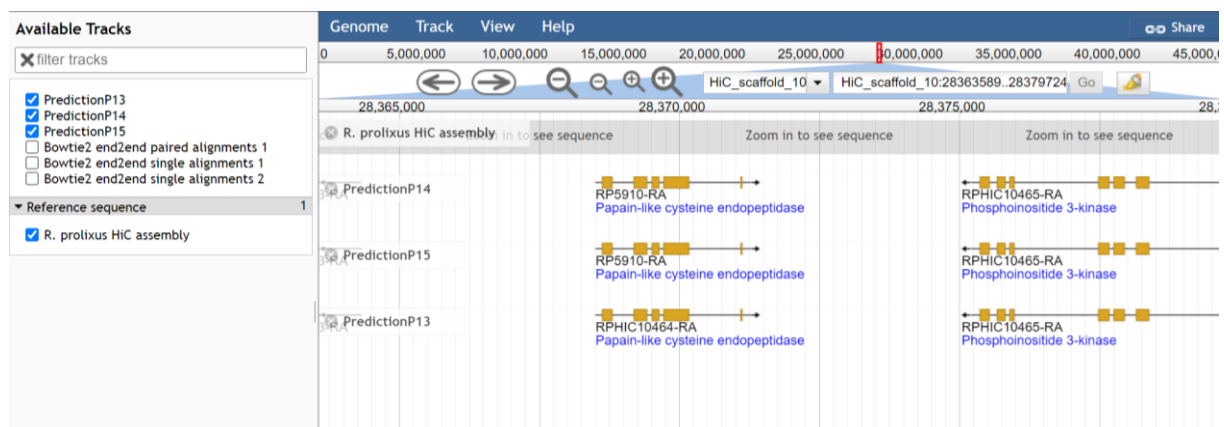 Available Tracks
filter tracks
PredictionP13
PredictionP14
PredictionP15
Bowtie2 end2end paired alignments 1
Bowtie2 end2end single alignments 1
Bowtie2 end2end single alignments 2
Reference sequence 1
R. prolixus HiC assembly
Genome Track View Help Share
0 5,000,000 10,000,000 15,000,000 20,000,000 25,000,000 30,000,000 35,000,000 40,000,000 45,000,
HiC_scaffold_10 HiC_scaffold_10:28363589..28379724 Go
28,365,000 28,370,000 28,375,000 28,
R. prolixus HiC assembly in to see sequence Zoom in to see sequence Zoom in to see sequence
PredictionP14
RP5910-RA RPHIC10465-RA
Papain-like cysteine endopeptidase Phosphoinositide 3-kinase
PredictionP15
RP5910-RA RPHIC10465-RA
Papain-like cysteine endopeptidase Phosphoinositide 3-kinase
PredictionP13
RPHIC10464-RA RPHIC10465-RA
Papain-like cysteine endopeptidase Phosphoinositide 3-kinase